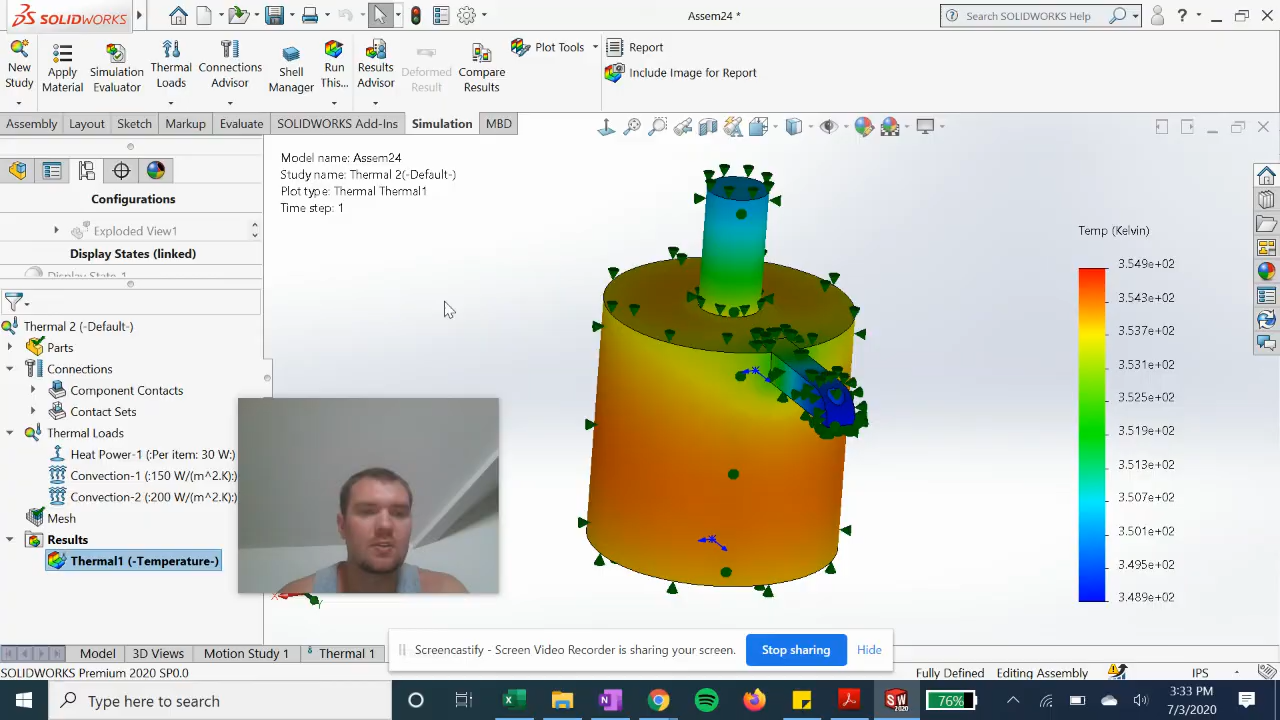 SOLIDWORKS
Assem24 *
Search SOLIDWORKS Help
?
New Study
Apply Material
Simulation Evaluator
Thermal Loads
Connections Advisor
Shell Manager
Run This...
Results Advisor
Deformed Result
Compare Results
Plot Tools
Report
Include Image for Report
Assembly
Layout
Sketch
Markup
Evaluate
SOLIDWORKS Add-Ins
Simulation
MBD
Configurations
Exploded View1
Display States (linked)
Display State-1
Thermal 2 (-Default-)
Parts
Connections
Component Contacts
Contact Sets
Thermal Loads
Heat Power-1 (:Per item: 30 W:)
Convection-1 (:150 W/(m^2.K):)
Convection-2 (:200 W/(m^2.K):)
Mesh
Results
Thermal1 (-Temperature-)
Model name: Assem24
Study name: Thermal 2(-Default-)
Plot type: Thermal Thermal1
Time step: 1
Temp (Kelvin)
3.549e+02
3.543e+02
3.537e+02
3.531e+02
3.525e+02
3.519e+02
3.513e+02
3.507e+02
3.501e+02
3.495e+02
3.489e+02
X
Y
Screencastify - Screen Video Recorder is sharing your screen.
Stop sharing
Hide
Model
3D Views
Motion Study 1
Thermal 1
SOLIDWORKS Premium 2020 SP0.0
Fully Defined
Editing Assembly
IPS
Type here to search
SW
2020
76%
3:33 PM
7/3/2020